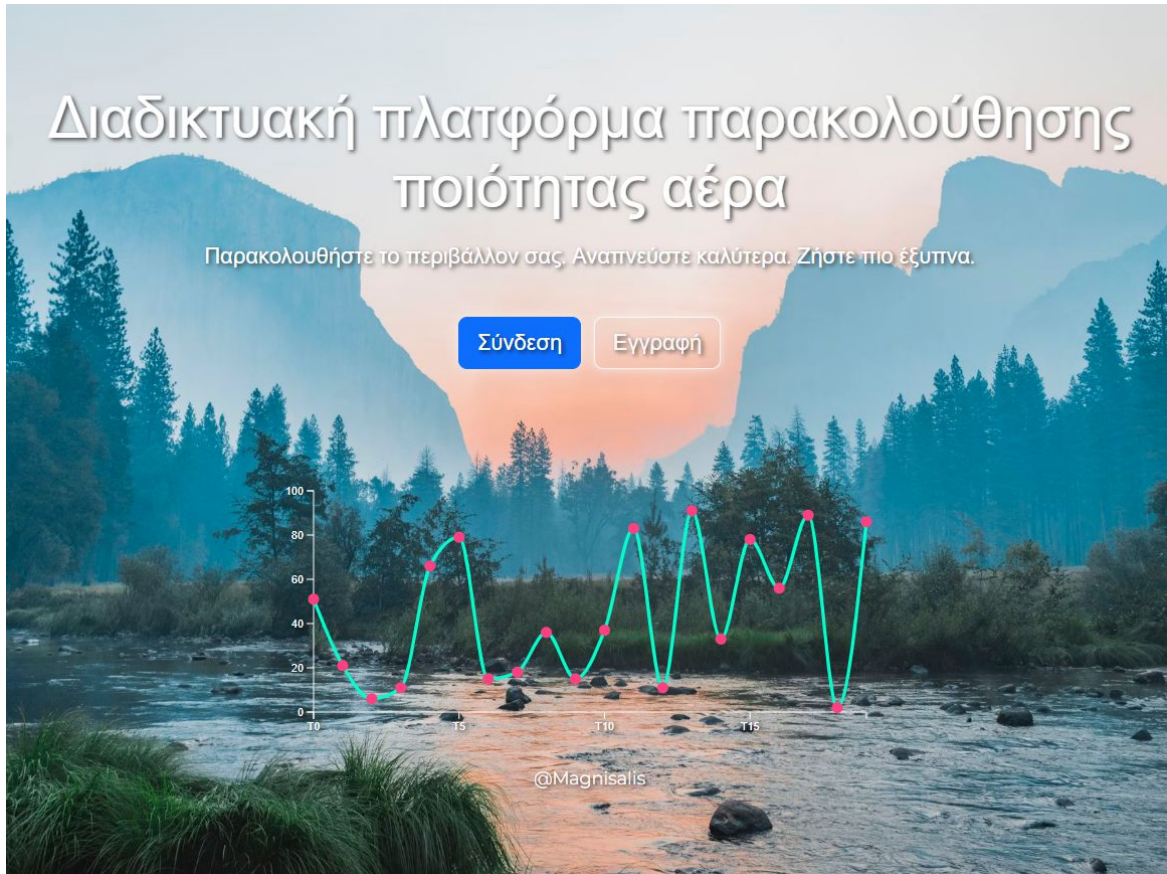 Διαδικτυακή πλατφόρμα παρακολούθησης
ποιότητας αέρα
Παρακολουθήστε το περιβάλλον σας. Αναπνεύστε καλύτερα. Ζήστε πιο έξυπνα.
Σύνδεση
Εγγραφή
100
80
60
40
20
0
T0 T5 T10 T15
@Magnisalis